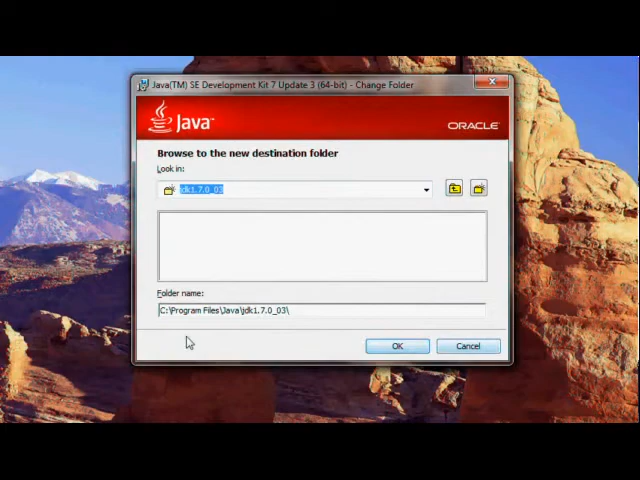 Java(TM) SE Development Kit 7 Update 3 (64-bit) - Change Folder
Java™
ORACLE
Browse to the new destination folder
Look in:
jdk1.7.0_03
Folder name:
C:\Program Files\Java\jdk1.7.0_03\
OK
Cancel